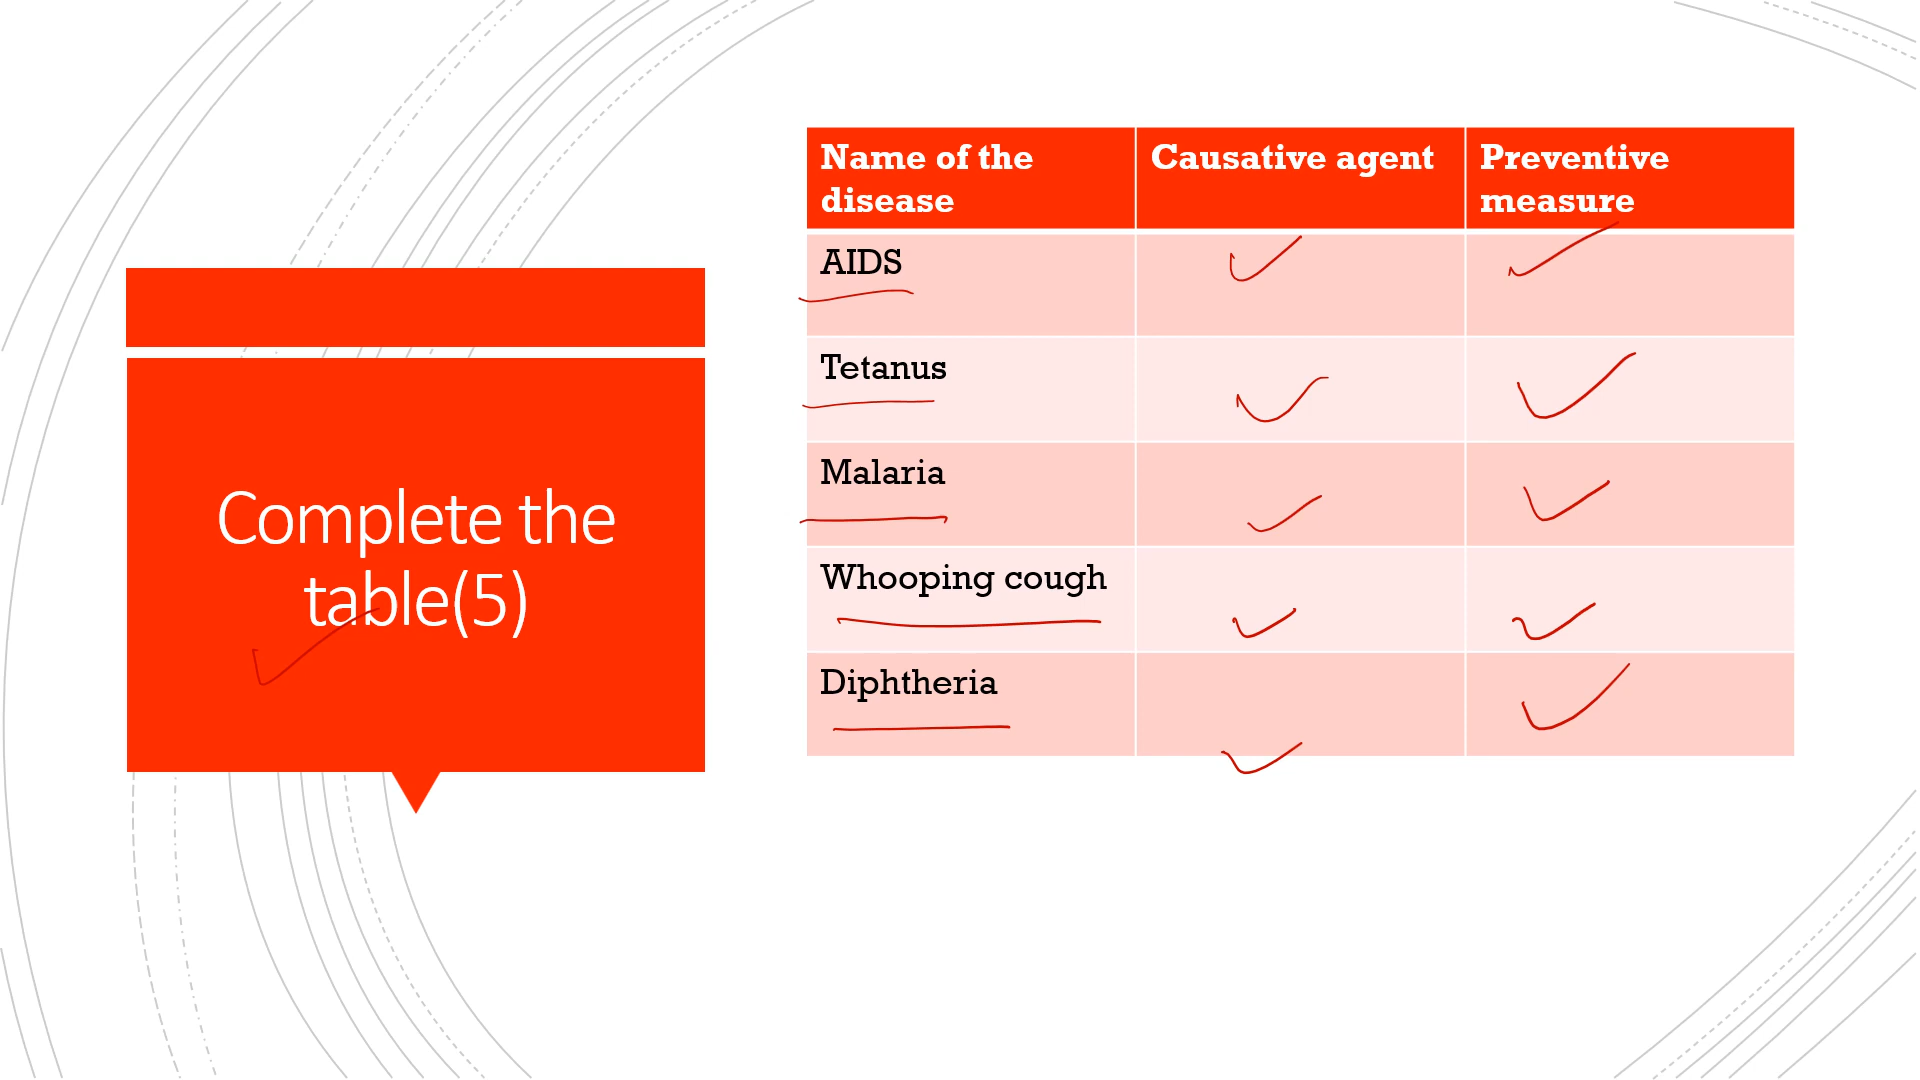 Complete the
table(5)
Name of the
disease
Causative agent
Preventive
measure
AIDS
Tetanus
Malaria
Whooping cough
Diphtheria